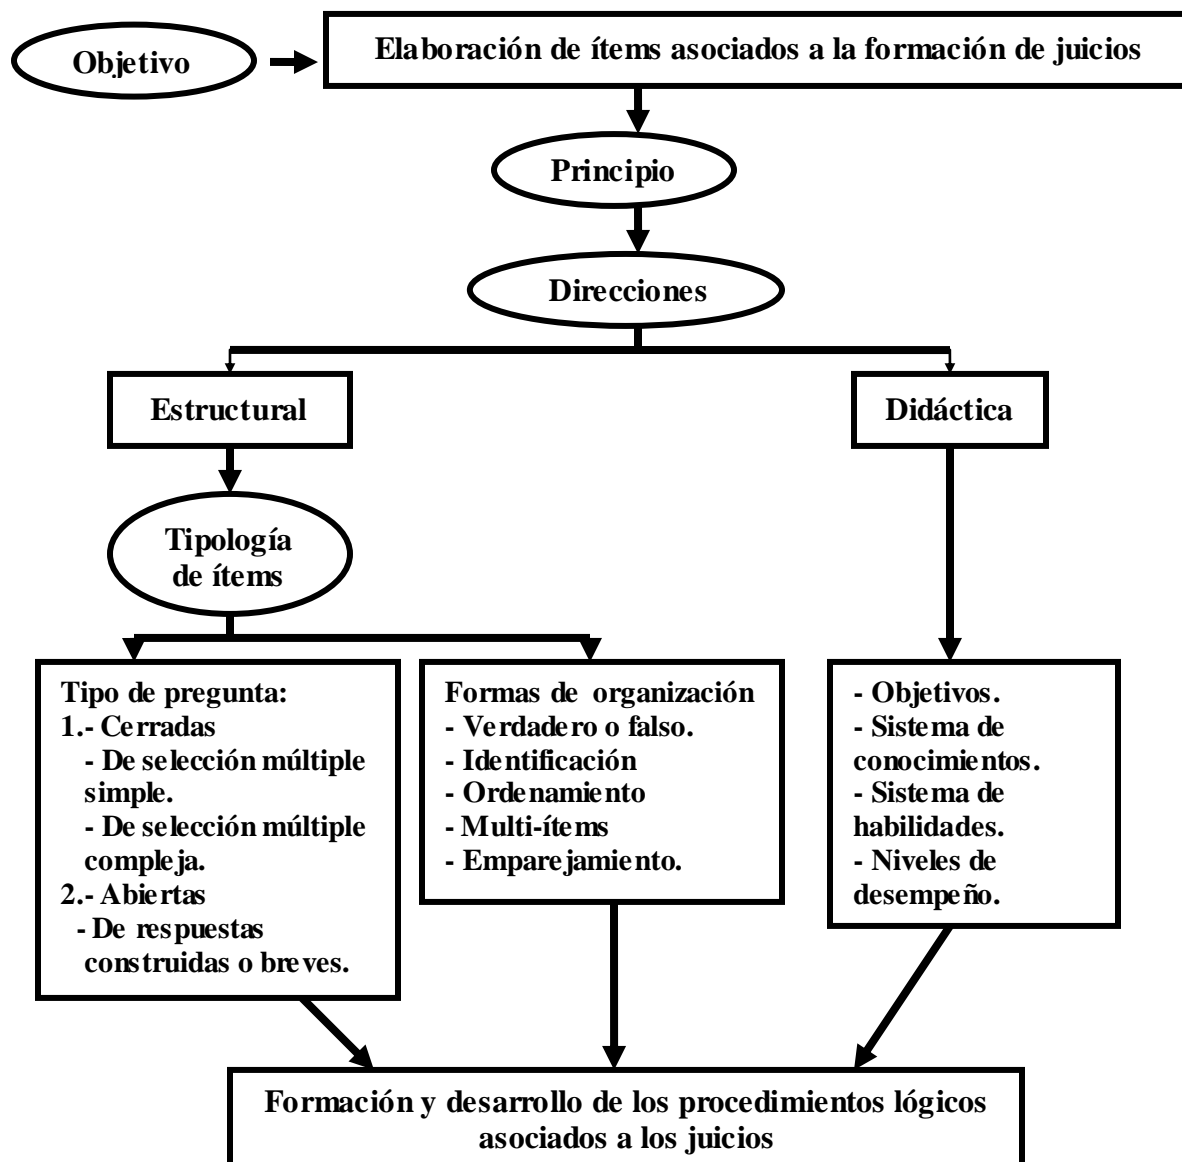 Objetivo
Elaboración de ítems asociados a la formación de juicios
Principio
Direcciones
Estructural
Didáctica
Tipología
de ítems
Tipo de pregunta:
1.- Cerradas
- De selección múltiple
simple.
- De selección múltiple
compleja.
2.- Abiertas
- De respuestas
construidas o breves.
Formas de organización
- Verdadero o falso.
- Identificación
- Ordenamiento
- Multi-ítems
- Emparejamiento.
- Objetivos.
- Sistema de
conocimientos.
- Sistema de
habilidades.
- Niveles de
desempeño.
Formación y desarrollo de los procedimientos lógicos
asociados a los juicios